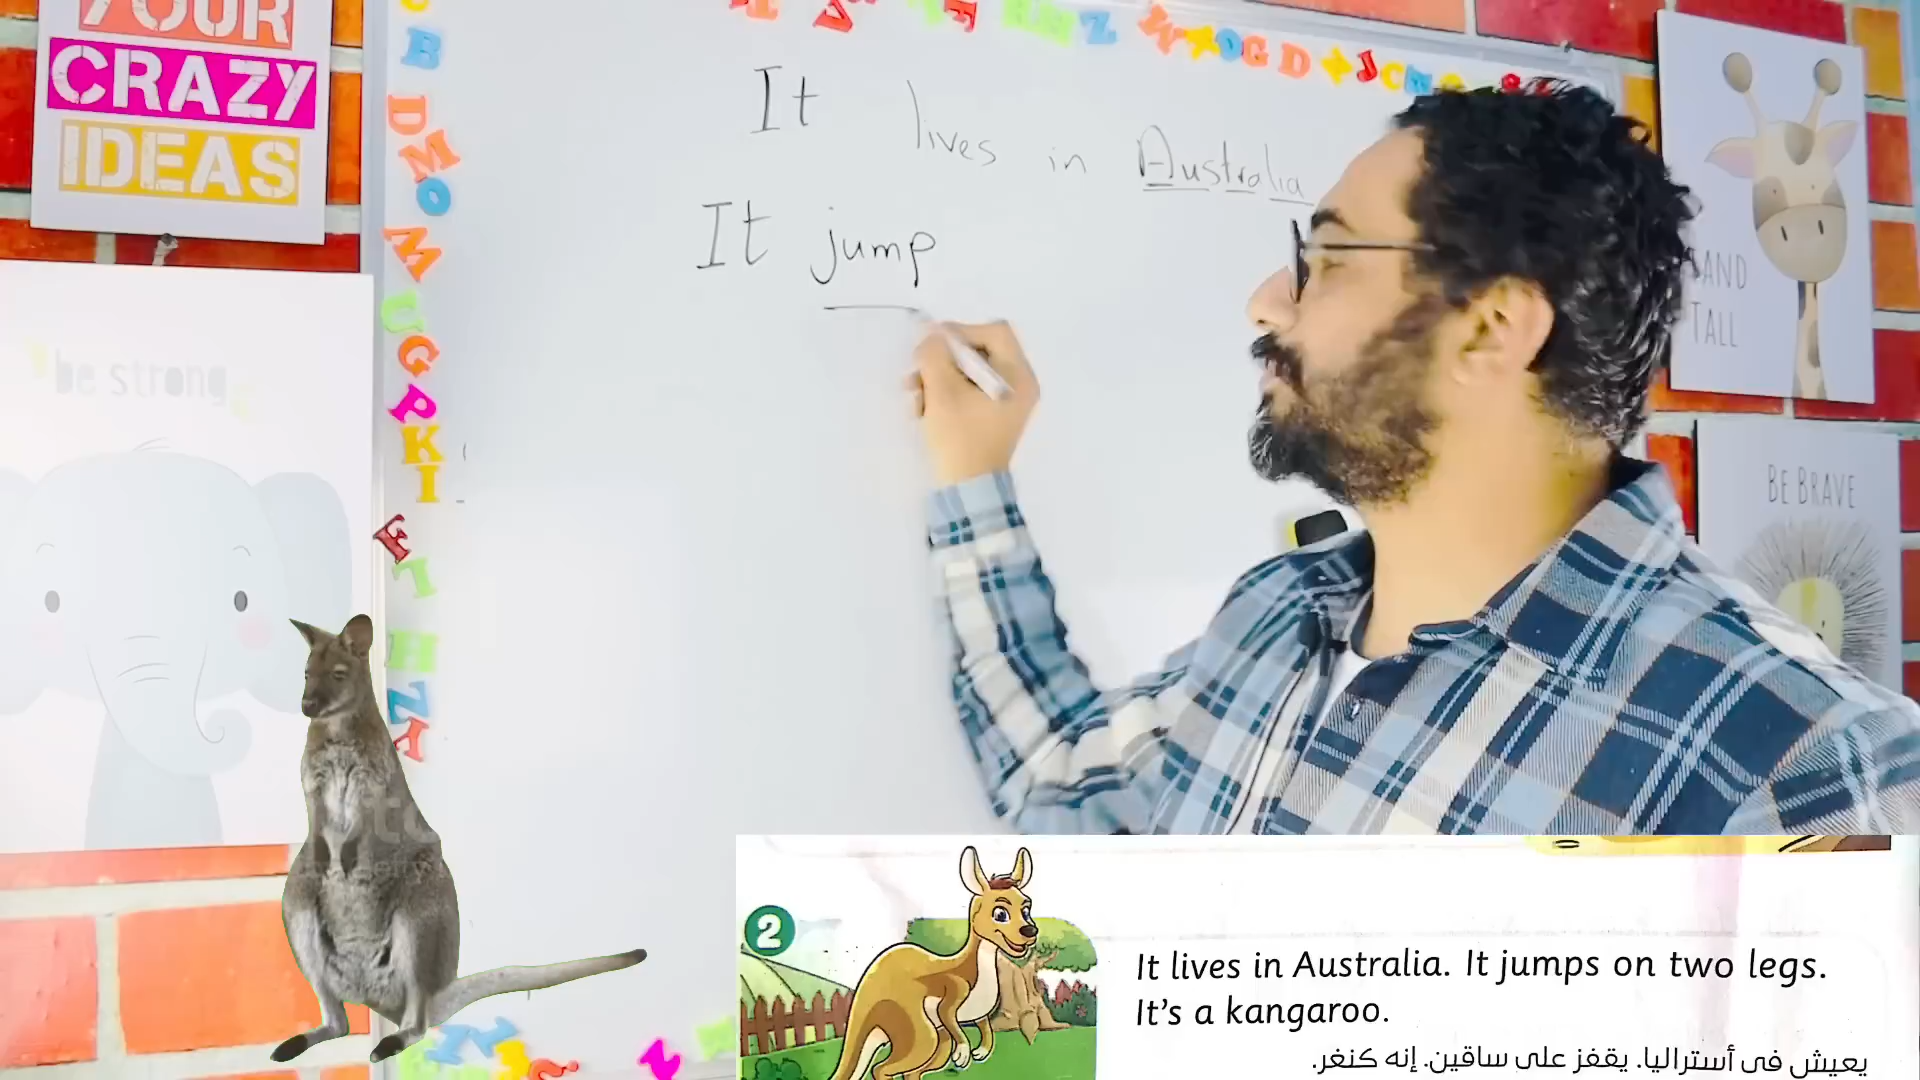 YOUR
CRAZY
IDEAS
be strong
It lives in Australia
It jump
TALL
BE BRAVE
2
It lives in Australia. It jumps on two legs.
It's a kangaroo.
يعيش فى أستراليا. يقفز على ساقين. إنه كنغر.